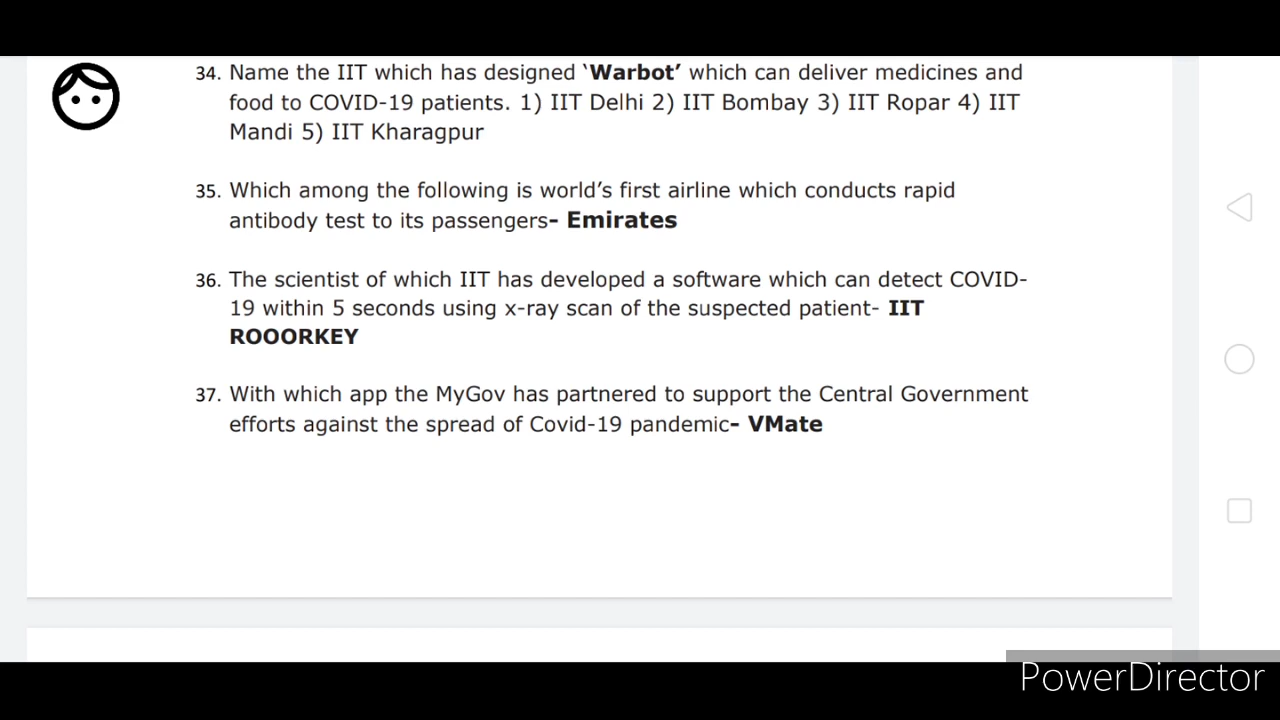 34. Name the IIT which has designed ‘Warbot’ which can deliver medicines and
food to COVID-19 patients. 1) IIT Delhi 2) IIT Bombay 3) IIT Ropar 4) IIT
Mandi 5) IIT Kharagpur
35. Which among the following is world’s first airline which conducts rapid
antibody test to its passengers- Emirates
36. The scientist of which IIT has developed a software which can detect COVID-
19 within 5 seconds using x-ray scan of the suspected patient- IIT
ROOORKEY
37. With which app the MyGov has partnered to support the Central Government
efforts against the spread of Covid-19 pandemic- VMate
PowerDirector